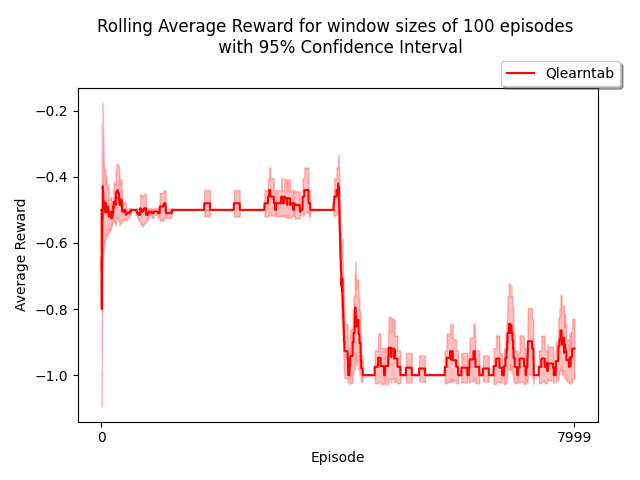 Rolling Average Reward for window sizes of 100 episodes
with 95% Confidence Interval
Qlearntab
−0.2
−0.4
−0.6
−0.8
−1.0
Average Reward
0
7999
Episode